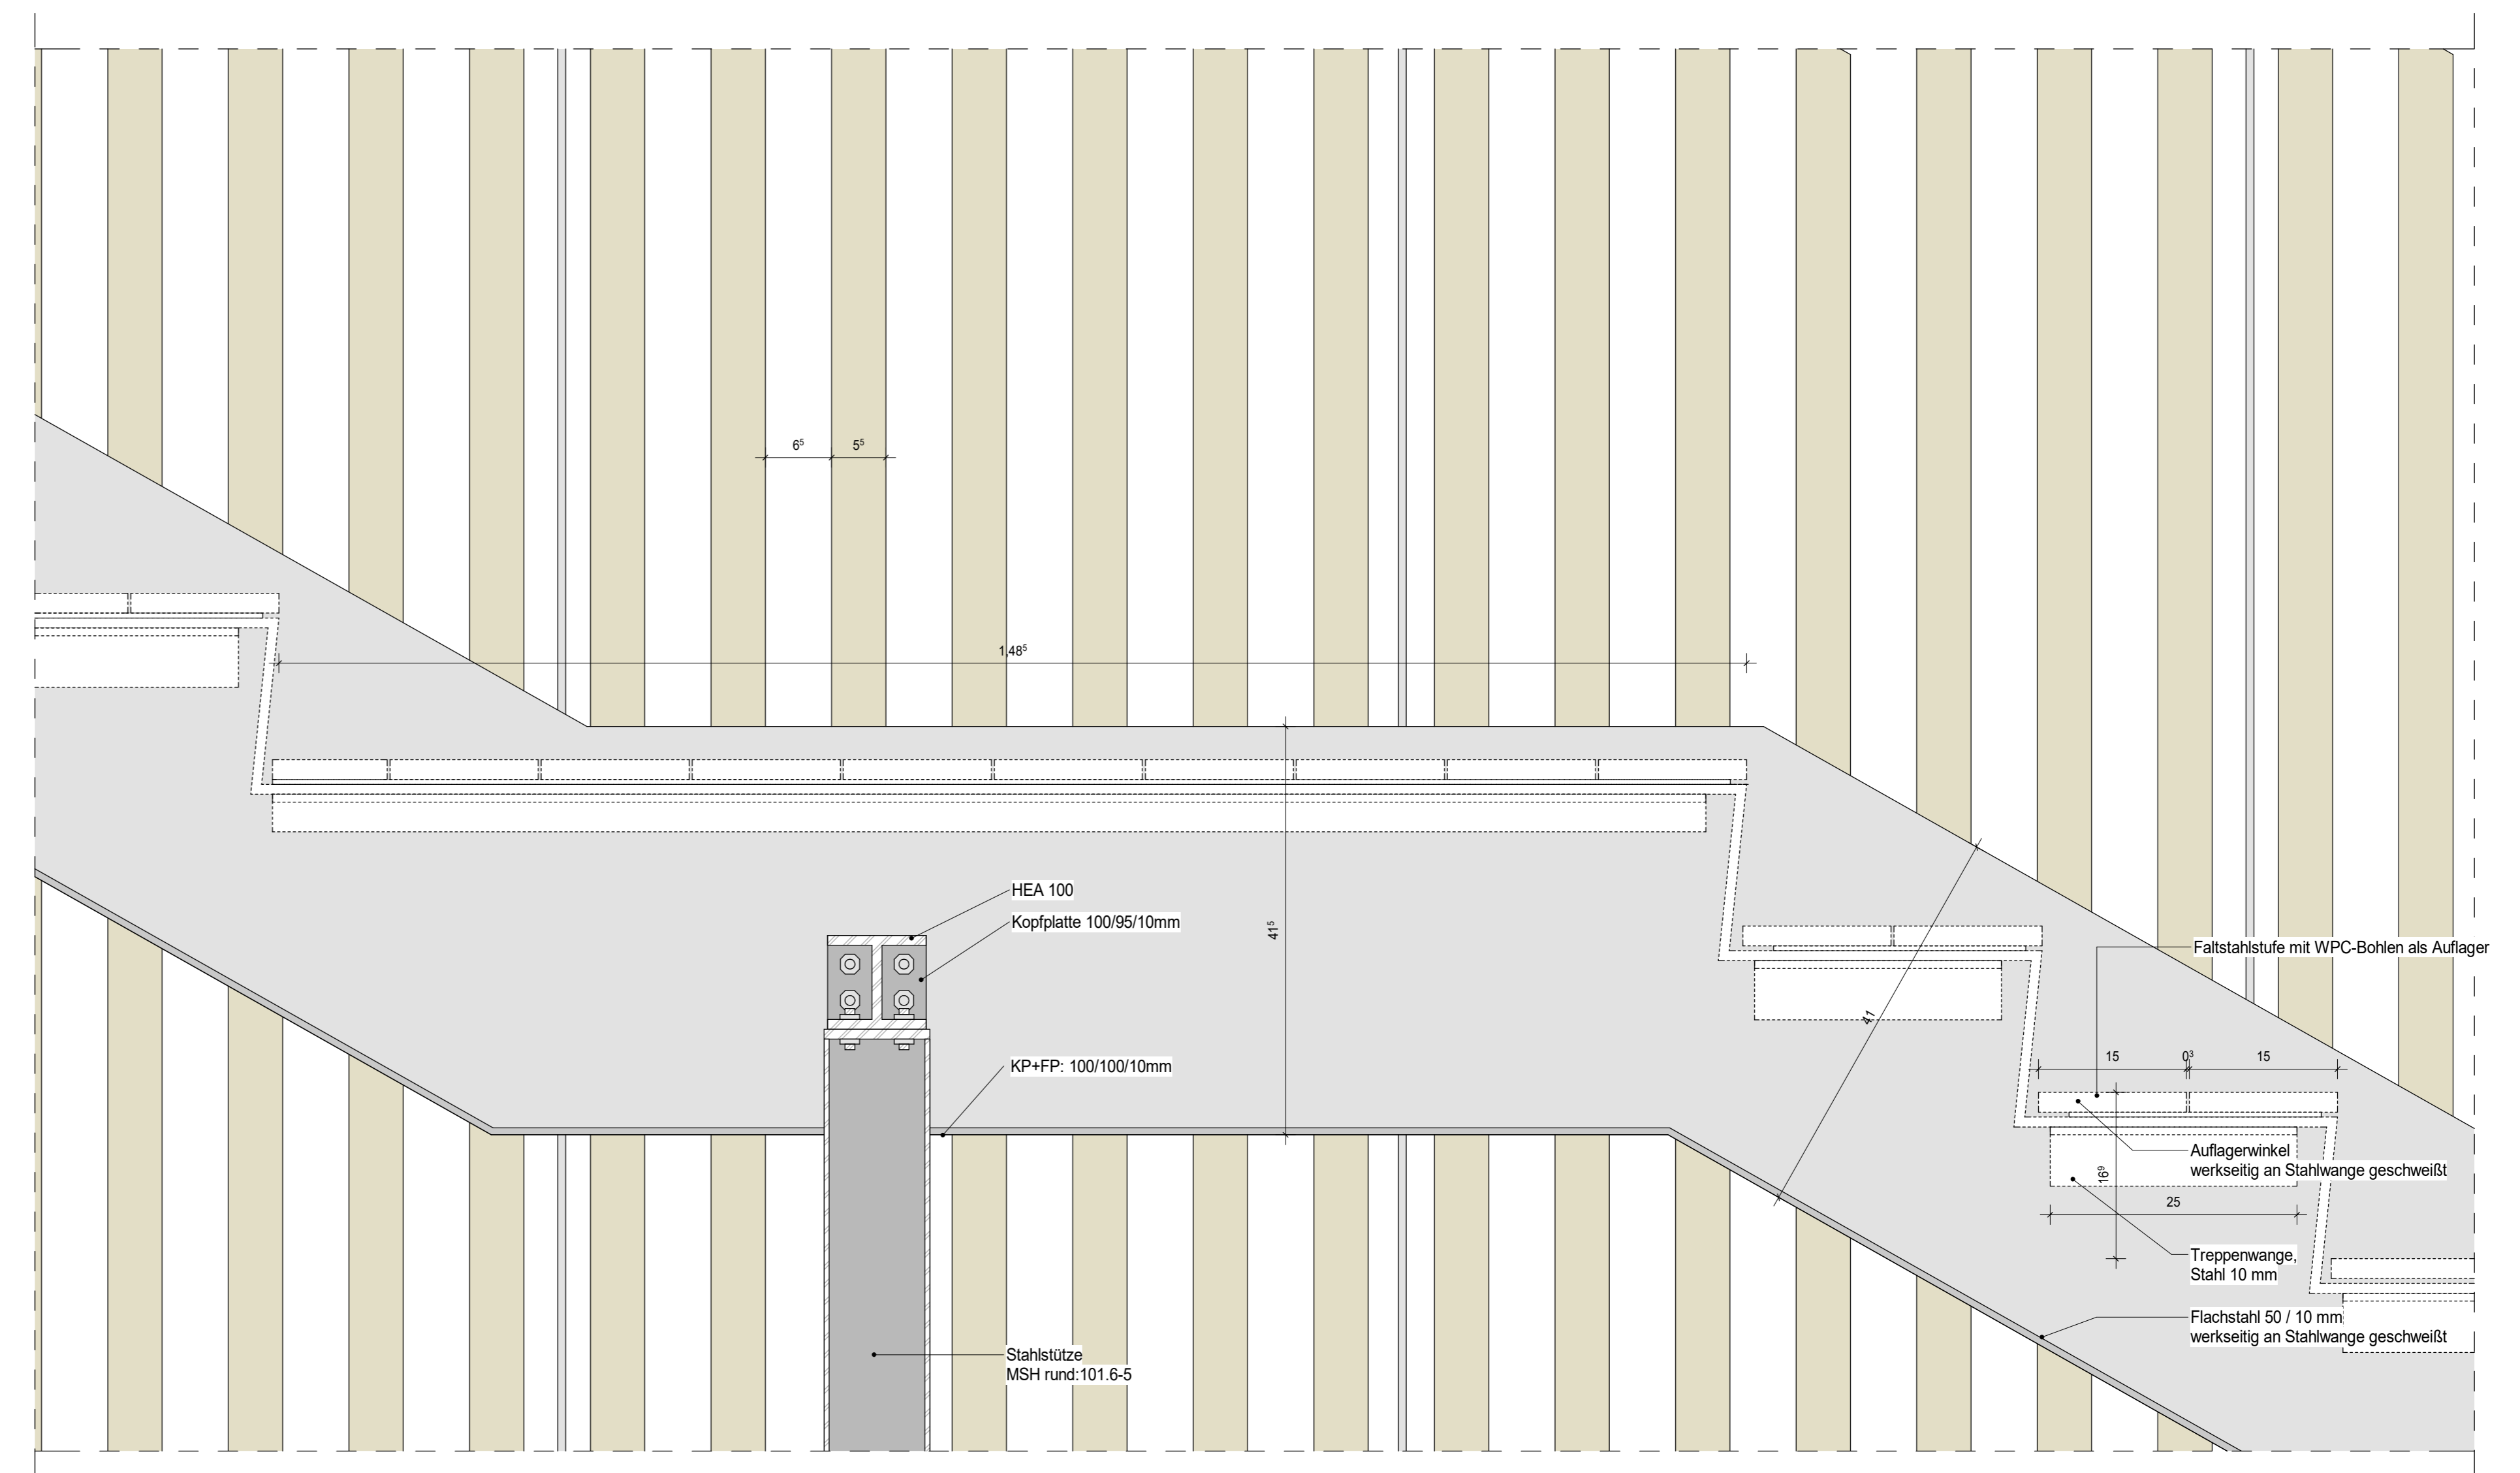 6⁵ 5⁵
1,48⁵
HEA 100
Kopfplatte 100/95/10mm
41⁵
Faltstahlstufe mit WPC-Bohlen als Auflager
41
15 0³ 15
KP+FP: 100/100/10mm
Auflagerwinkel
werkseitig an Stahlwange geschweißt
16⁹
25
Treppenwange,
Stahl 10 mm
Flachstahl 50 / 10 mm
werkseitig an Stahlwange geschweißt
Stahlstütze
MSH rund:101.6-5